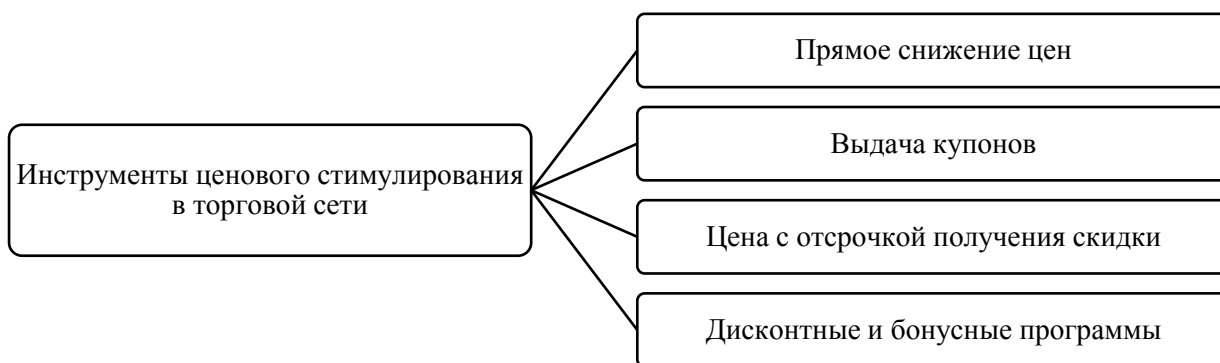 Прямое снижение цен
Выдача купонов
Инструменты ценового стимулирования
в торговой сети
Цена с отсрочкой получения скидки
Дисконтные и бонусные программы